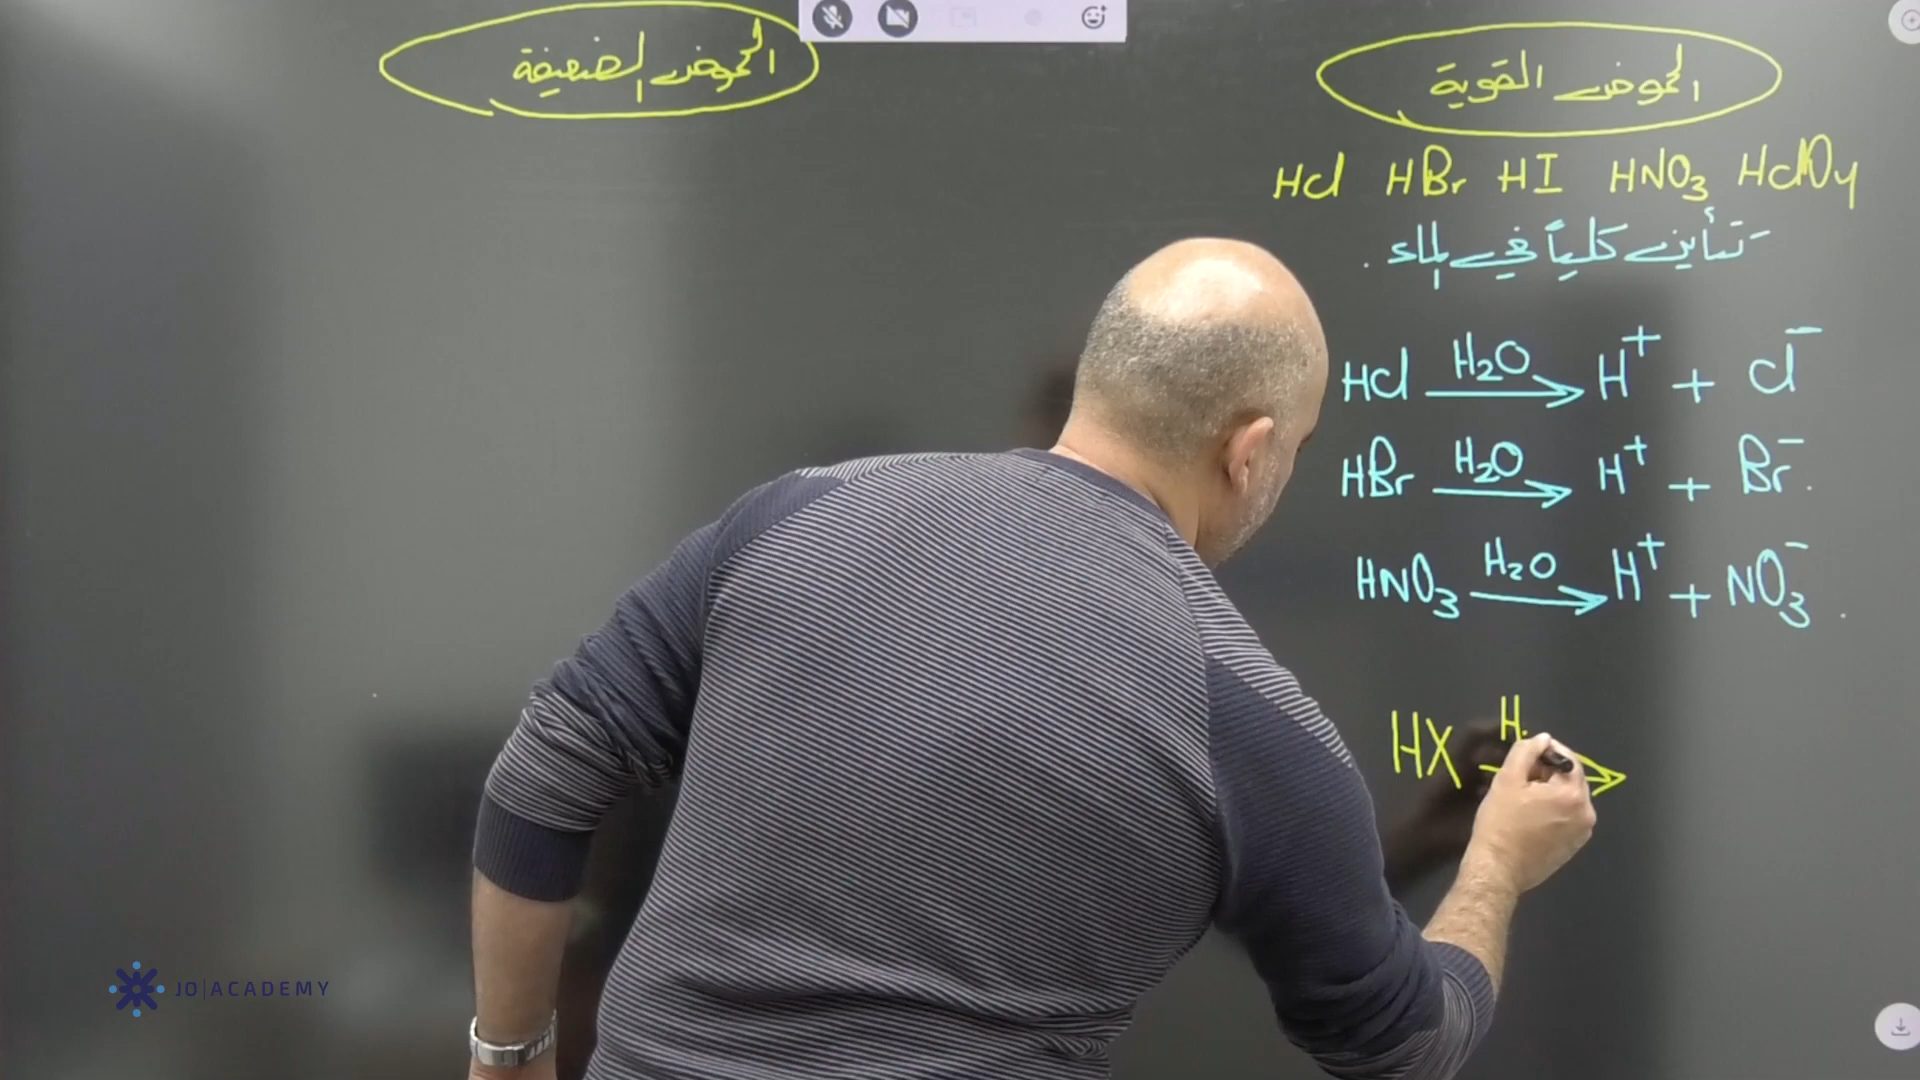 الحموض القوية
الحموض الضعيفة
HCl HBr HI HNO₃ HClO₄
- تتأين كلياً في الماء .
HCl H₂O → H⁺ + Cl⁻
HBr H₂O → H⁺ + Br⁻ .
HNO₃ H₂O → H⁺ + NO₃⁻ .
HX H →
JO|ACADEMY